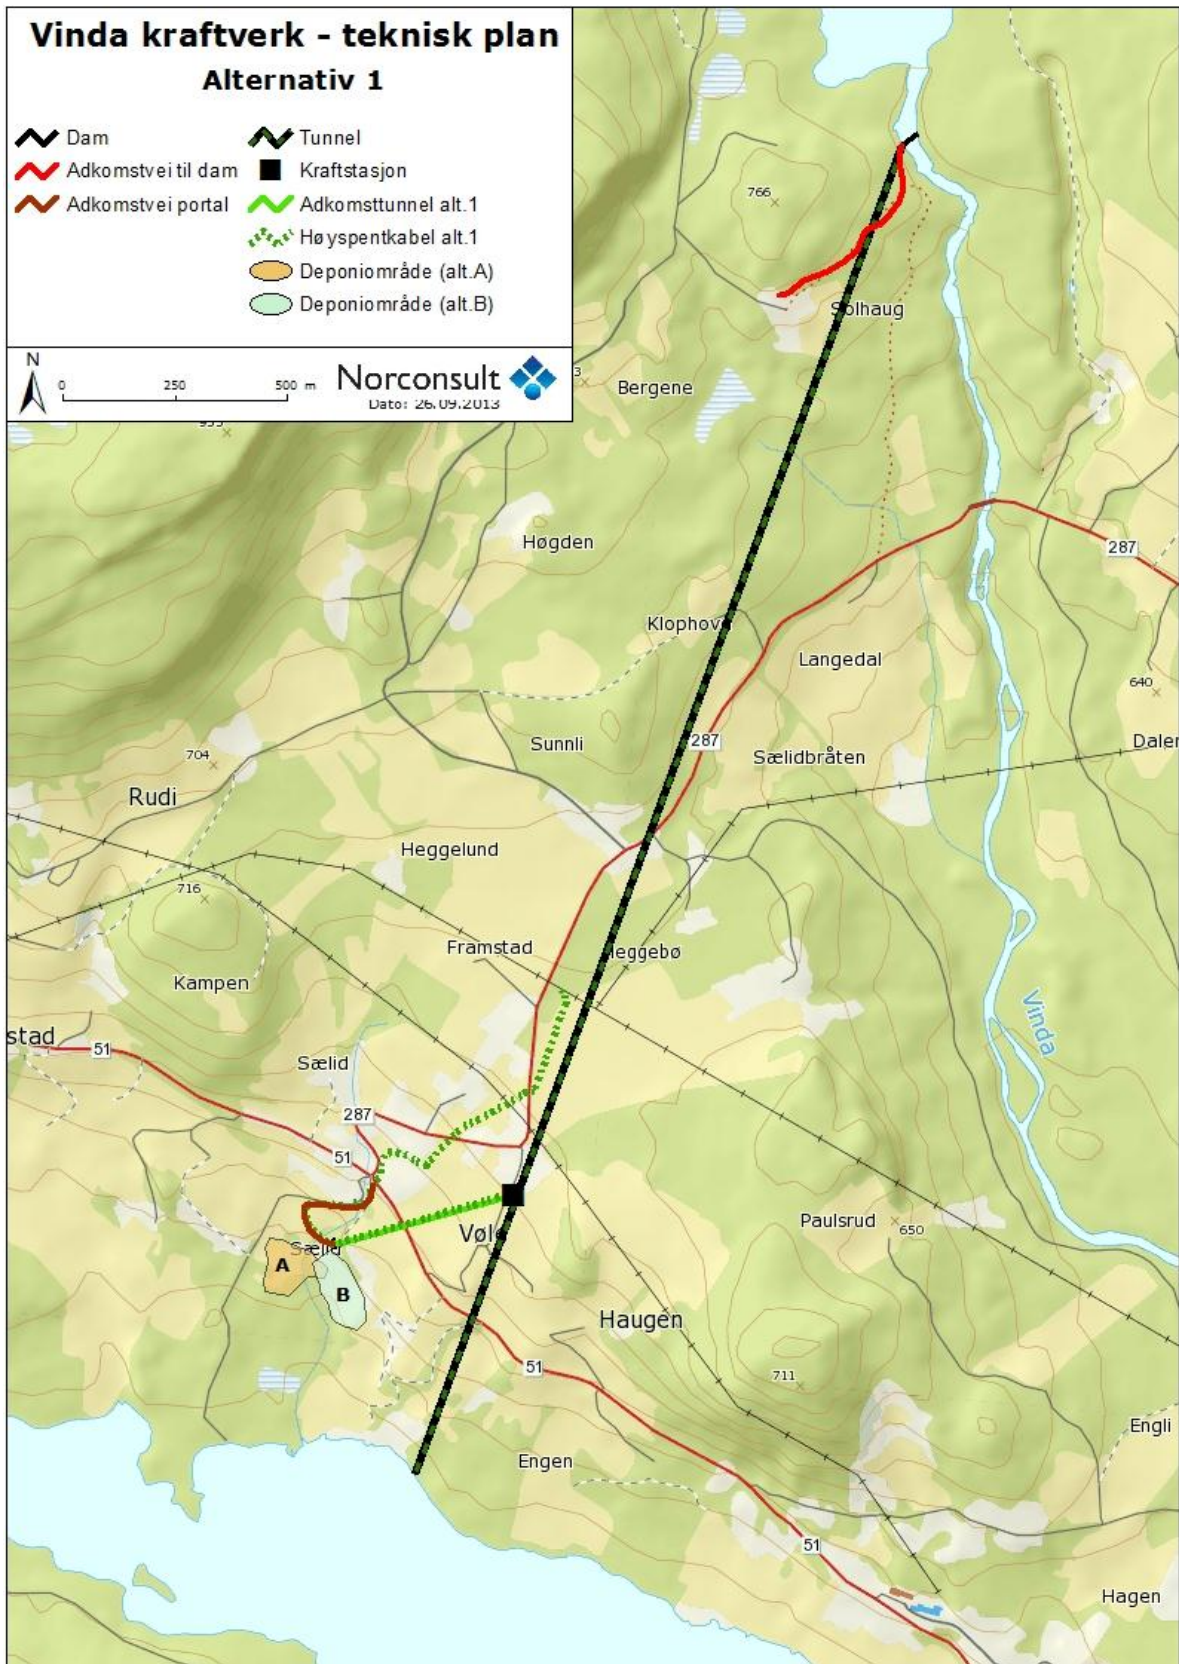 Vinda kraftverk - teknisk plan
Alternativ 1
Dam
Tunnel
Adkomstvei til dam
Kraftstasjon
Adkomstvei portal
Adkomsttunnel alt.1
Høyspentkabel alt.1
Deponiområde (alt.A)
Deponiområde (alt.B)
N
0 250 500 m
Norconsult
Dato: 26.09.2013
766
Solhaug
Bergene
Høgden
287
Klophov
Langedal
640
287
Sunnli
Sælidbråten
Daler
704
Rudi
Heggelund
716
Framstad
Heggebø
Kampen
Vinda
stad
51
Sælid
287
51
Paulsrud
650
Vøle
Sælid
A
B
Haugen
51
711
Engli
Engen
51
Hagen